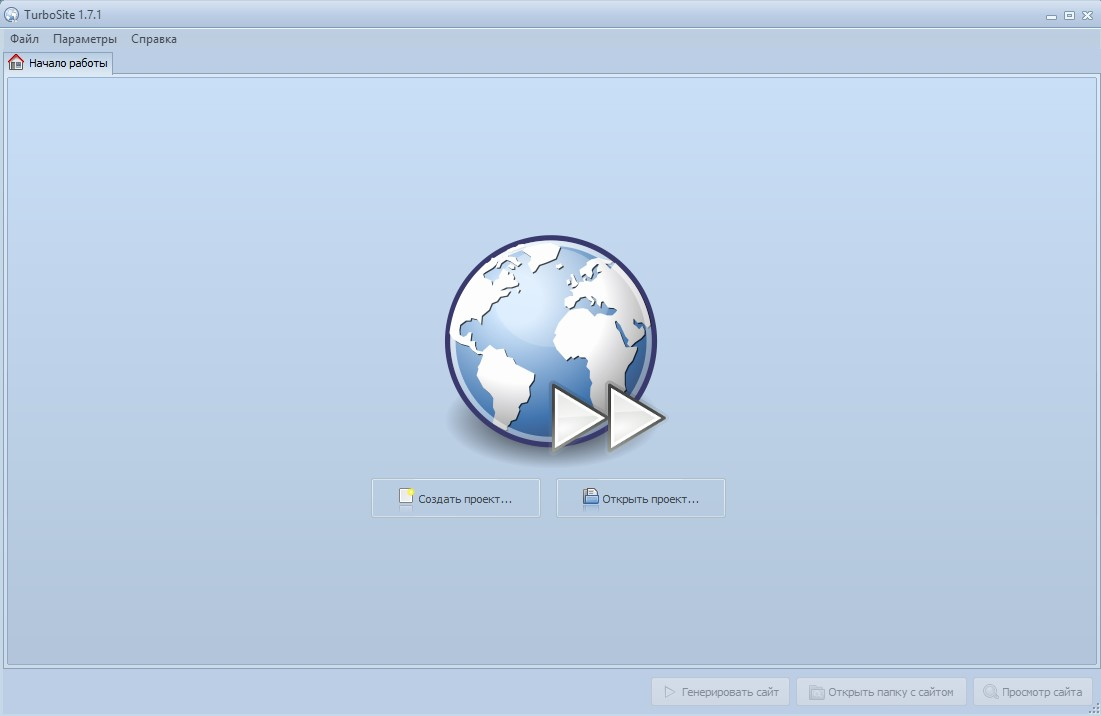 TurboSite 1.7.1
Файл Параметры Справка
Начало работы
Создать проект... Открыть проект...
Генерировать сайт Открыть папку с сайтом Просмотр сайта